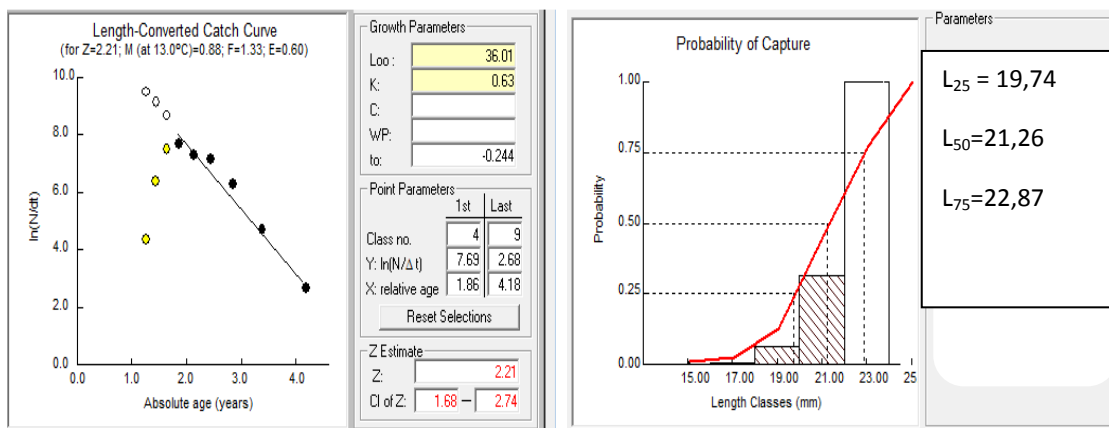 Length-Converted Catch Curve
(for Z=2.21; M (at 13.0ºC)=0.88; F=1.33; E=0.60)
10.0
8.0
6.0
4.0
2.0
0.0
ln(N/dt)
0.0 1.0 2.0 3.0 4.0
Absolute age (years)
Growth Parameters
Loo : 36.01
K: 0.63
C:
WP:
to: -0.244
Point Parameters
1st Last
Class no. 4 9
Y: ln(N/Δ t) 7.69 2.68
X: relative age 1.86 4.18
Reset Selections
Z Estimate
Z: 2.21
CI of Z: 1.68 — 2.74
Probability of Capture
1.00
0.75
0.50
0.25
0.00
Probability
15.00 17.00 19.00 21.00 23.00 25
Length Classes (mm)
Parameters
L25 = 19,74
L50=21,26
L75=22,87